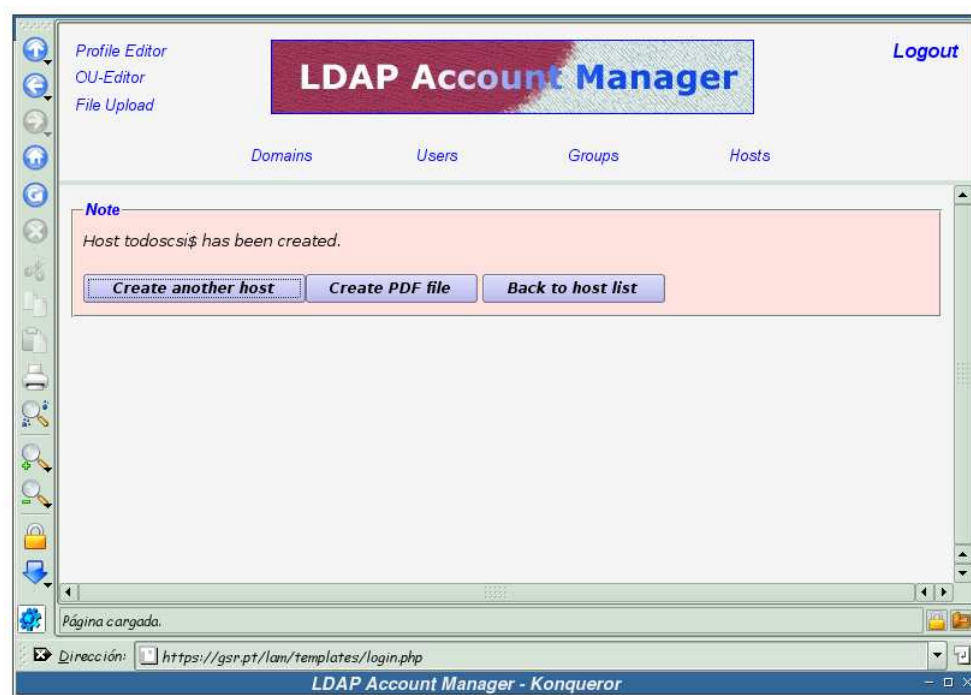 Profile Editor
OU-Editor
File Upload
LDAP Account Manager
Logout
Domains Users Groups Hosts
Note
Host todoscsi$ has been created.
Create another host Create PDF file Back to host list
Página cargada.
Dirección: https://gsr.pt/lam/templates/login.php
LDAP Account Manager - Konqueror